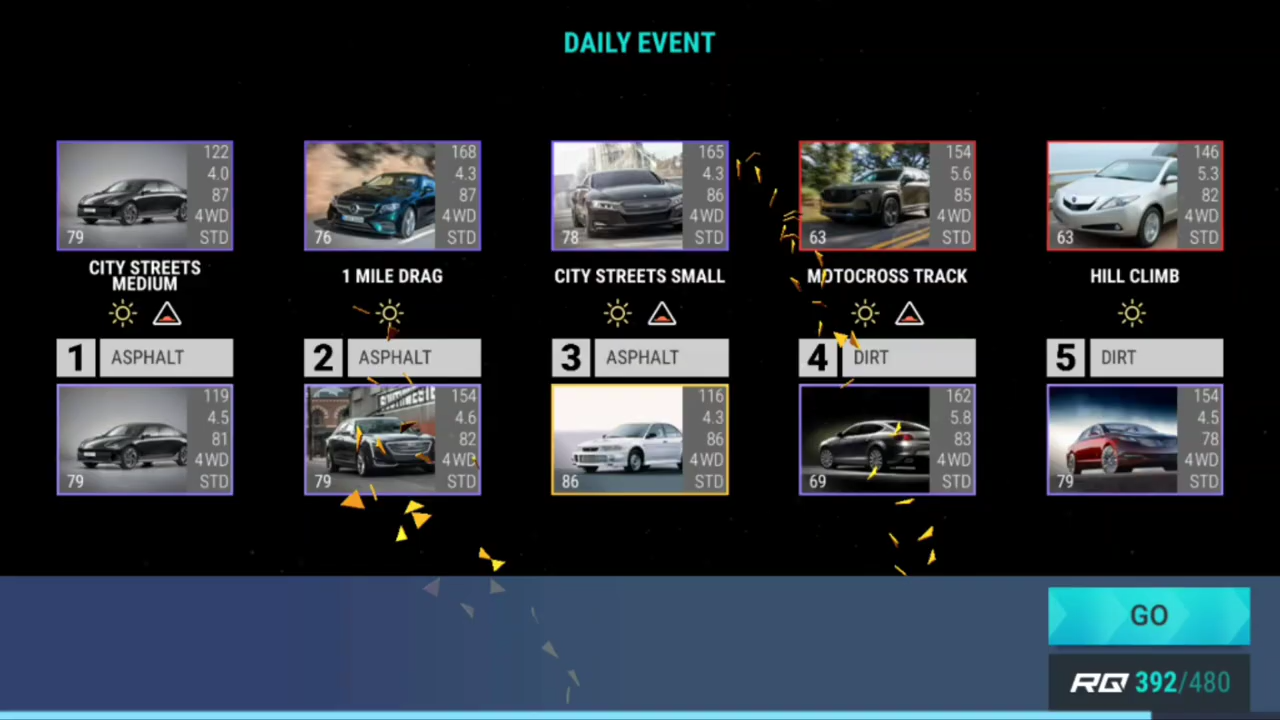 DAILY EVENT
122
4.0
87
4WD
79 STD
168
4.3
87
4WD
76 STD
165
4.3
86
4WD
78 STD
154
5.6
85
4WD
63 STD
146
5.3
82
4WD
63 STD
CITY STREETS
MEDIUM
1 MILE DRAG
CITY STREETS SMALL
MOTOCROSS TRACK
HILL CLIMB
1 ASPHALT
2 ASPHALT
3 ASPHALT
4 DIRT
5 DIRT
119
4.5
81
4WD
79 STD
154
4.6
82
4WD
79 STD
116
4.3
86
4WD
86 STD
162
5.8
83
4WD
69 STD
154
4.5
78
4WD
79 STD
GO
RQ 392/480